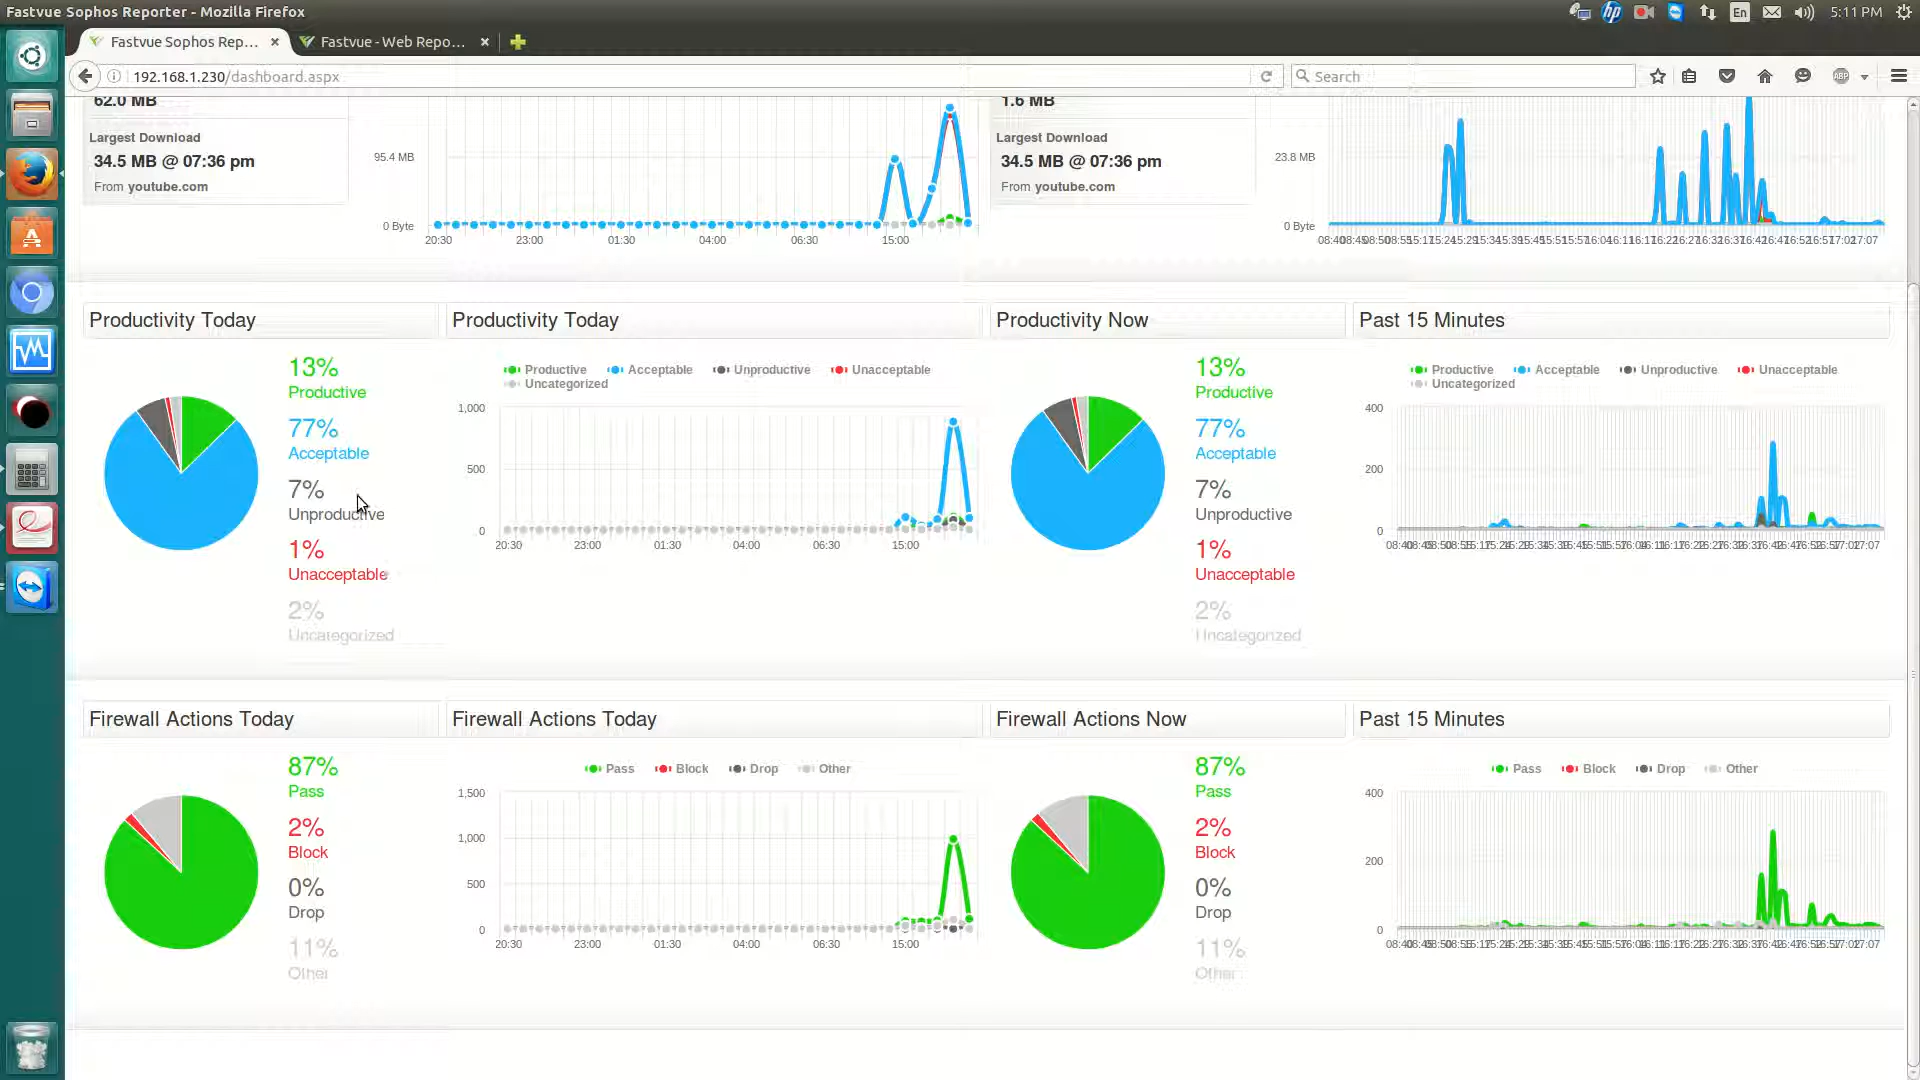 Fastvue Sophos Reporter - Mozilla Firefox
En
5:11 PM
Fastvue Sophos Rep...
Fastvue - Web Repo...
192.168.1.230/dashboard.aspx
Search
ABP
62.0 MB
Largest Download
34.5 MB @ 07:36 pm
From youtube.com
95.4 MB
0 Byte
20:30 23:00 01:30 04:00 06:30 15:00
1.6 MB
Largest Download
34.5 MB @ 07:36 pm
From youtube.com
23.8 MB
0 Byte
Productivity Today
13%
Productive
77%
Acceptable
7%
Unproductive
1%
Unacceptable
2%
Uncategorized
Productivity Today
Productive Acceptable Unproductive Unacceptable
Uncategorized
1,000
500
0
20:30 23:00 01:30 04:00 06:30 15:00
Productivity Now
13%
Productive
77%
Acceptable
7%
Unproductive
1%
Unacceptable
2%
Uncategorized
Past 15 Minutes
Productive Acceptable Unproductive Unacceptable
Uncategorized
400
200
0
Firewall Actions Today
87%
Pass
2%
Block
0%
Drop
11%
Other
Firewall Actions Today
Pass Block Drop Other
1,500
1,000
500
0
20:30 23:00 01:30 04:00 06:30 15:00
Firewall Actions Now
87%
Pass
2%
Block
0%
Drop
11%
Other
Past 15 Minutes
Pass Block Drop Other
400
200
0